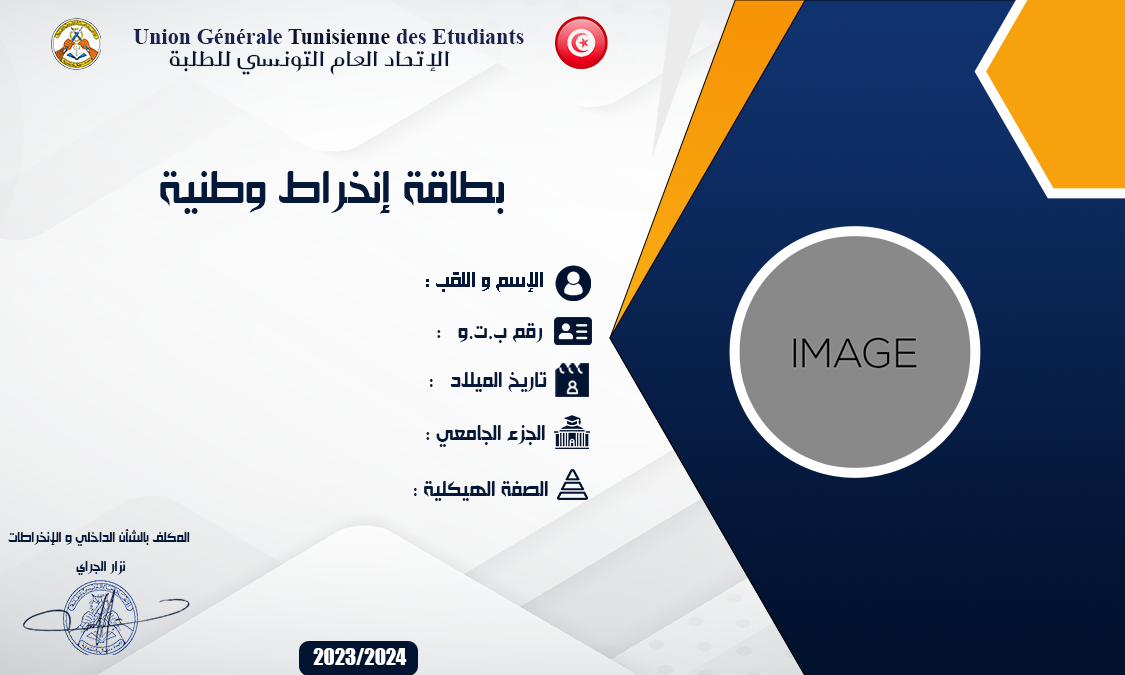 Union Générale Tunisienne des Etudiants
الإتحاد العام التونسي للطلبة
بطاقة إنخراط وطنية
الإسم و اللقب :
رقم ب.ت.و :
تاريخ الميلاد :
الجزء الجامعي :
الصفة الهيكلية :
IMAGE
المكلف بالشأن الداخلي و الإنخراطات
نزار الجراي
2023/2024